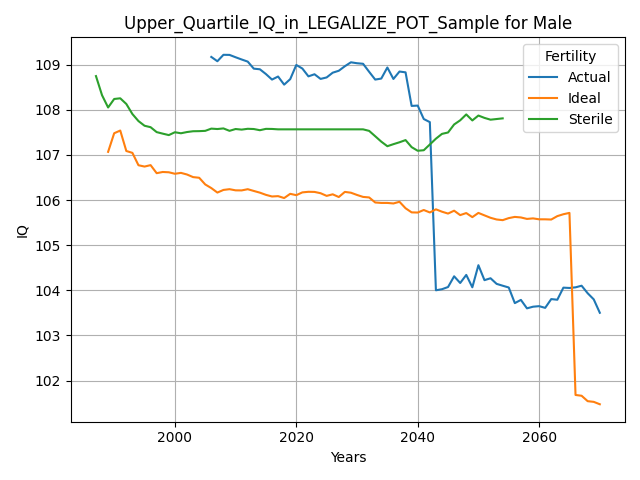 Upper_Quartile_IQ_in_LEGALIZE_POT_Sample for Male
Fertility
Actual
Ideal
Sterile
109
108
107
106
105
104
103
102
IQ
2000
2020
2040
2060
Years